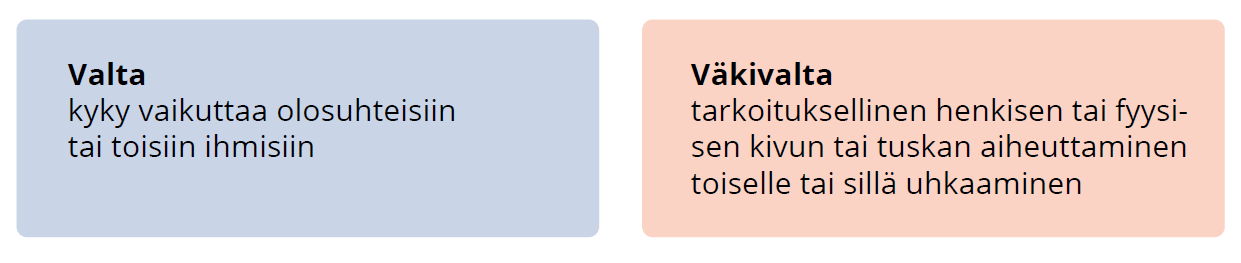 Valta
kyky vaikuttaa olosuhteisiin
tai toisiin ihmisiin
Väkivalta
tarkoituksellinen henkisen tai fyysi-
sen kivun tai tuskan aiheuttaminen
toiselle tai sillä uhkaaminen